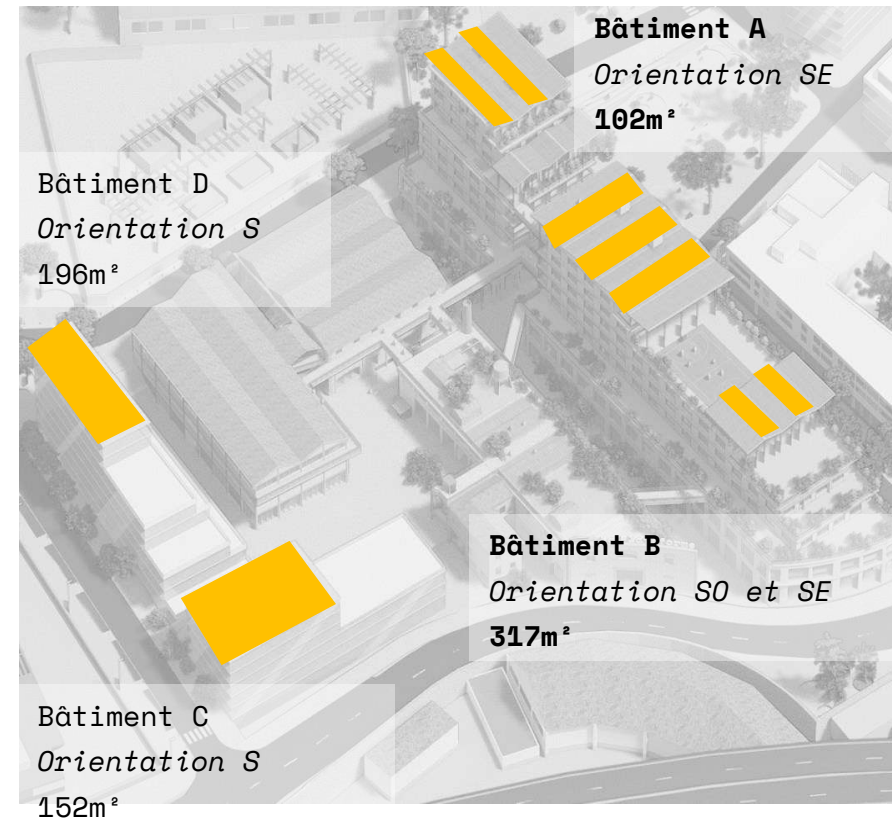 Bâtiment A
Orientation SE
102m²
Bâtiment D
Orientation S
196m²
Bâtiment B
Orientation SO et SE
317m²
Bâtiment C
Orientation S
152m²